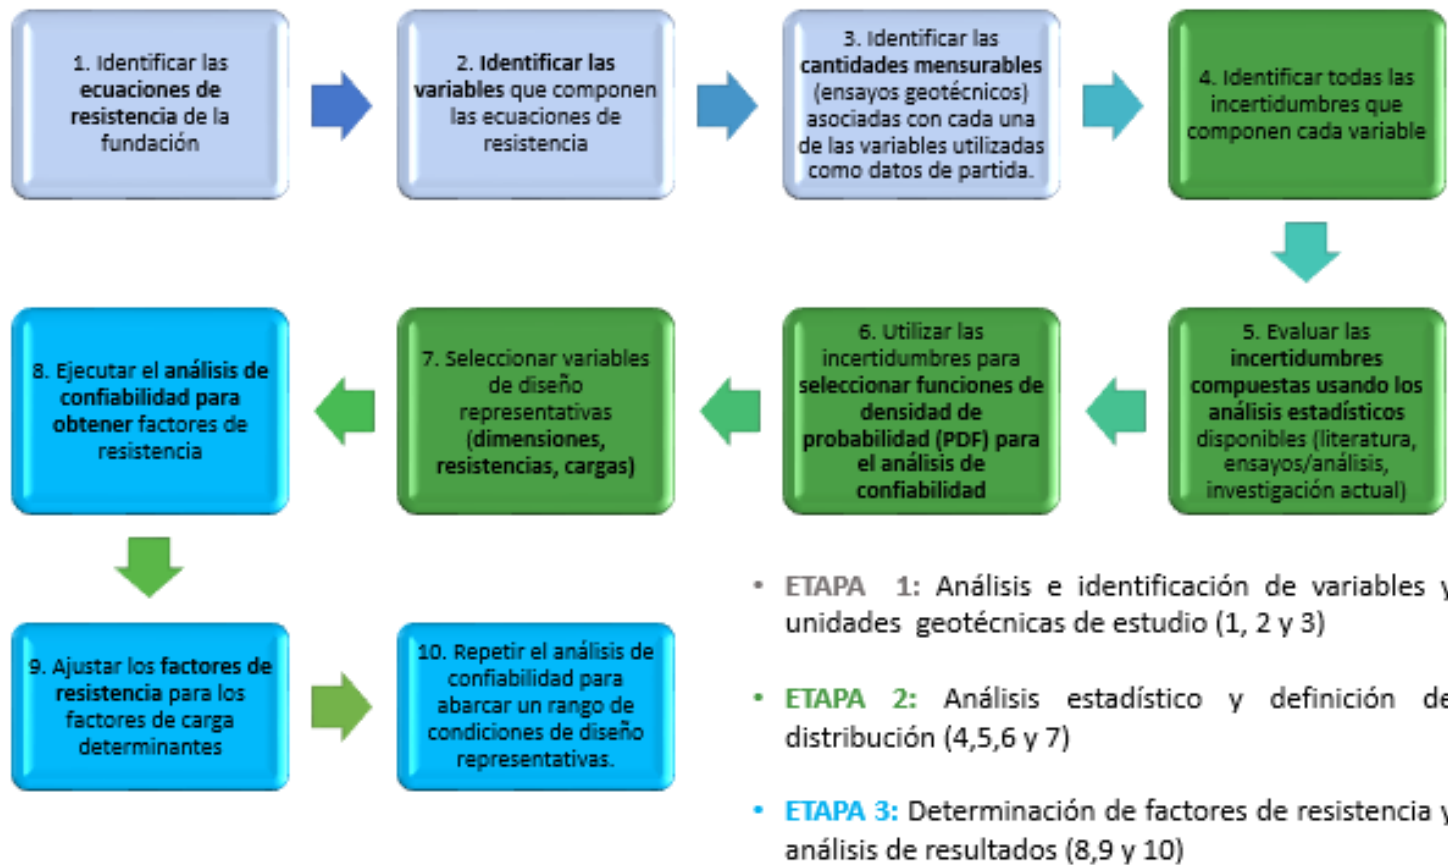 1. Identificar las
ecuaciones de
resistencia de la
fundación
2. Identificar las
variables que componen
las ecuaciones de
resistencia
3. Identificar las
cantidades mensurables
(ensayos geotécnicos)
asociadas con cada una
de las variables utilizadas
como datos de partida.
4. Identificar todas las
incertidumbres que
componen cada variable
5. Evaluar las
incertidumbres
compuestas usando los
análisis estadísticos
disponibles (literatura,
ensayos/análisis,
investigación actual)
6. Utilizar las
incertidumbres para
seleccionar funciones de
densidad de
probabilidad (PDF) para
el análisis de
confiabilidad
7. Seleccionar variables
de diseño
representativas
(dimensiones,
resistencias, cargas)
8. Ejecutar el análisis de
confiabilidad para
obtener factores de
resistencia
9. Ajustar los factores de
resistencia para los
factores de carga
determinantes
10. Repetir el análisis de
confiabilidad para
abarcar un rango de
condiciones de diseño
representativas.
• ETAPA 1: Análisis e identificación de variables y
unidades geotécnicas de estudio (1, 2 y 3)
• ETAPA 2: Análisis estadístico y definición de
distribución (4,5,6 y 7)
• ETAPA 3: Determinación de factores de resistencia y
análisis de resultados (8,9 y 10)